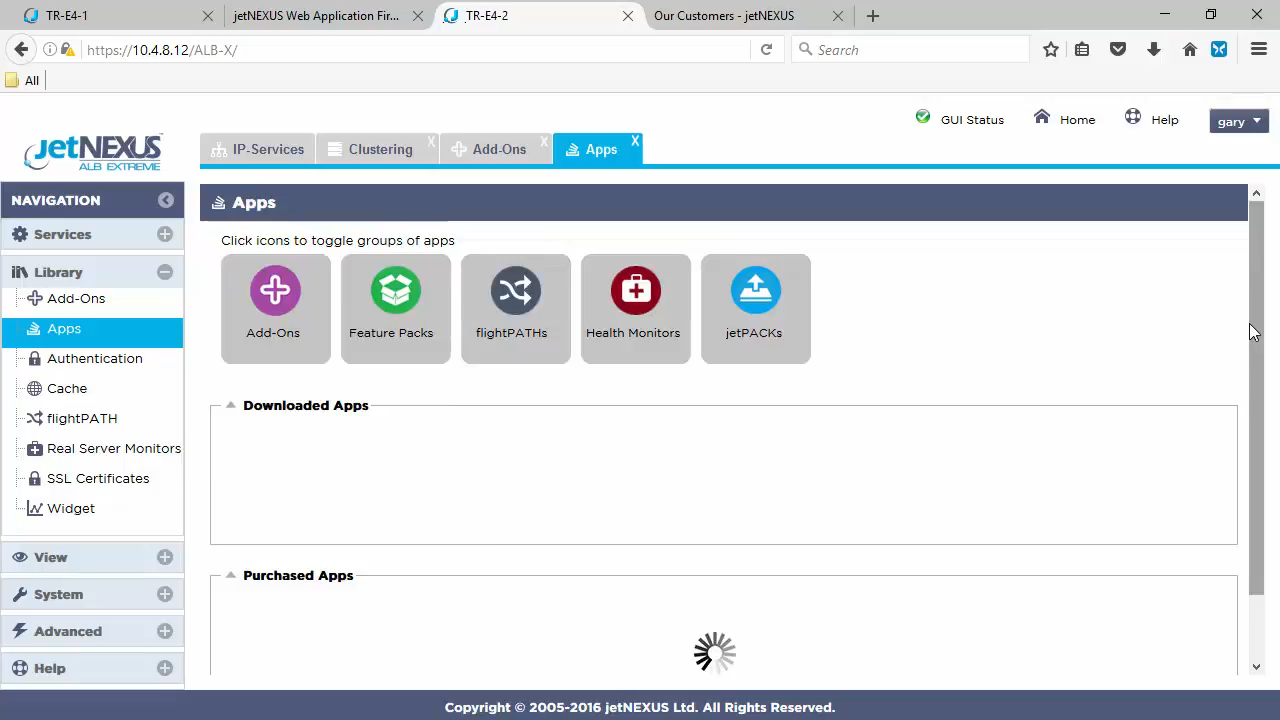 TR-E4-1
jetNEXUS Web Application Fir...
TR-E4-2
Our Customers - jetNEXUS
https://10.4.8.12/ALB-X/
Search
All
jetNEXUS
ALB EXTREME
GUI Status
Home
Help
gary
IP-Services
Clustering
Add-Ons
Apps
NAVIGATION
Services
Library
Add-Ons
Apps
Authentication
Cache
flightPATH
Real Server Monitors
SSL Certificates
Widget
View
System
Advanced
Help
Apps
Click icons to toggle groups of apps
Add-Ons
Feature Packs
flightPATHs
Health Monitors
jetPACKs
Downloaded Apps
Purchased Apps
Copyright © 2005-2016 jetNEXUS Ltd. All Rights Reserved.